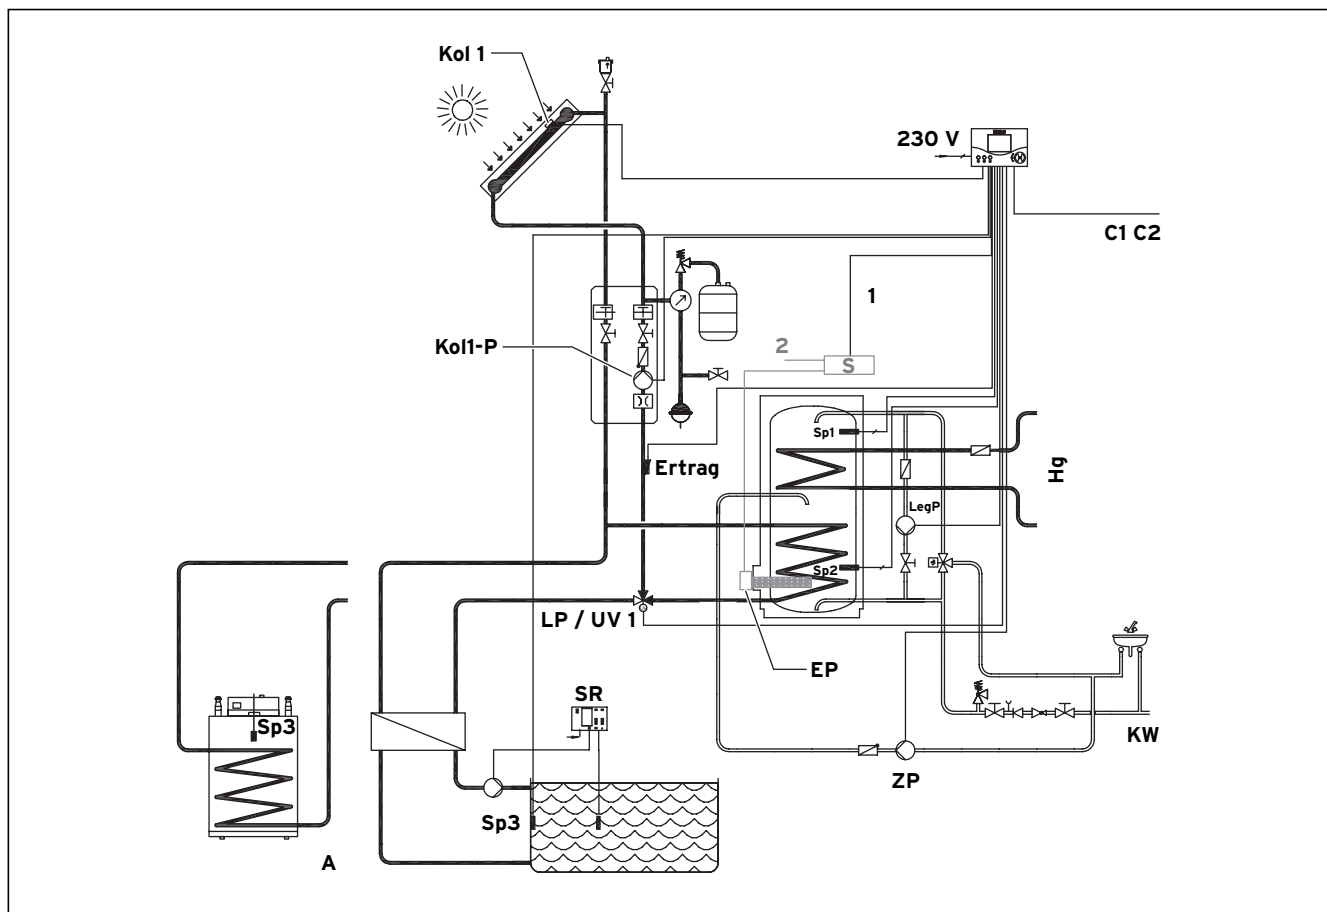 Kol 1
230 V
C1 C2
1
Kol1-P
2
S
Sp1
Ertrag
Hg
LegP
Sp2
LP / UV 1
EP
SR
Sp3
KW
ZP
Sp3
A